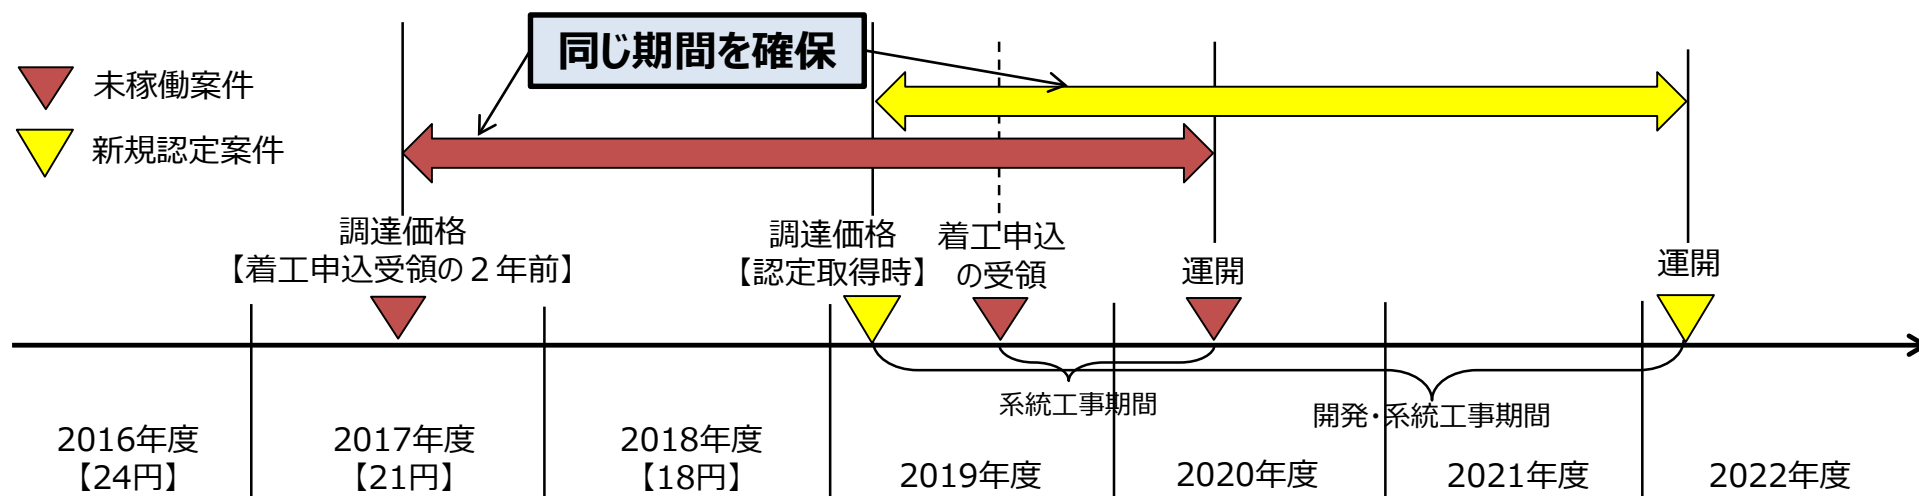 同じ期間を確保
未稼働案件
新規認定案件
調達価格
【着工申込受領の２年前】
調達価格
【認定取得時】
着工申込
の受領
運開
運開
系統工事期間
開発・系統工事期間
2016年度
【24円】
2017年度
【21円】
2018年度
【18円】
2019年度
2020年度
2021年度
2022年度